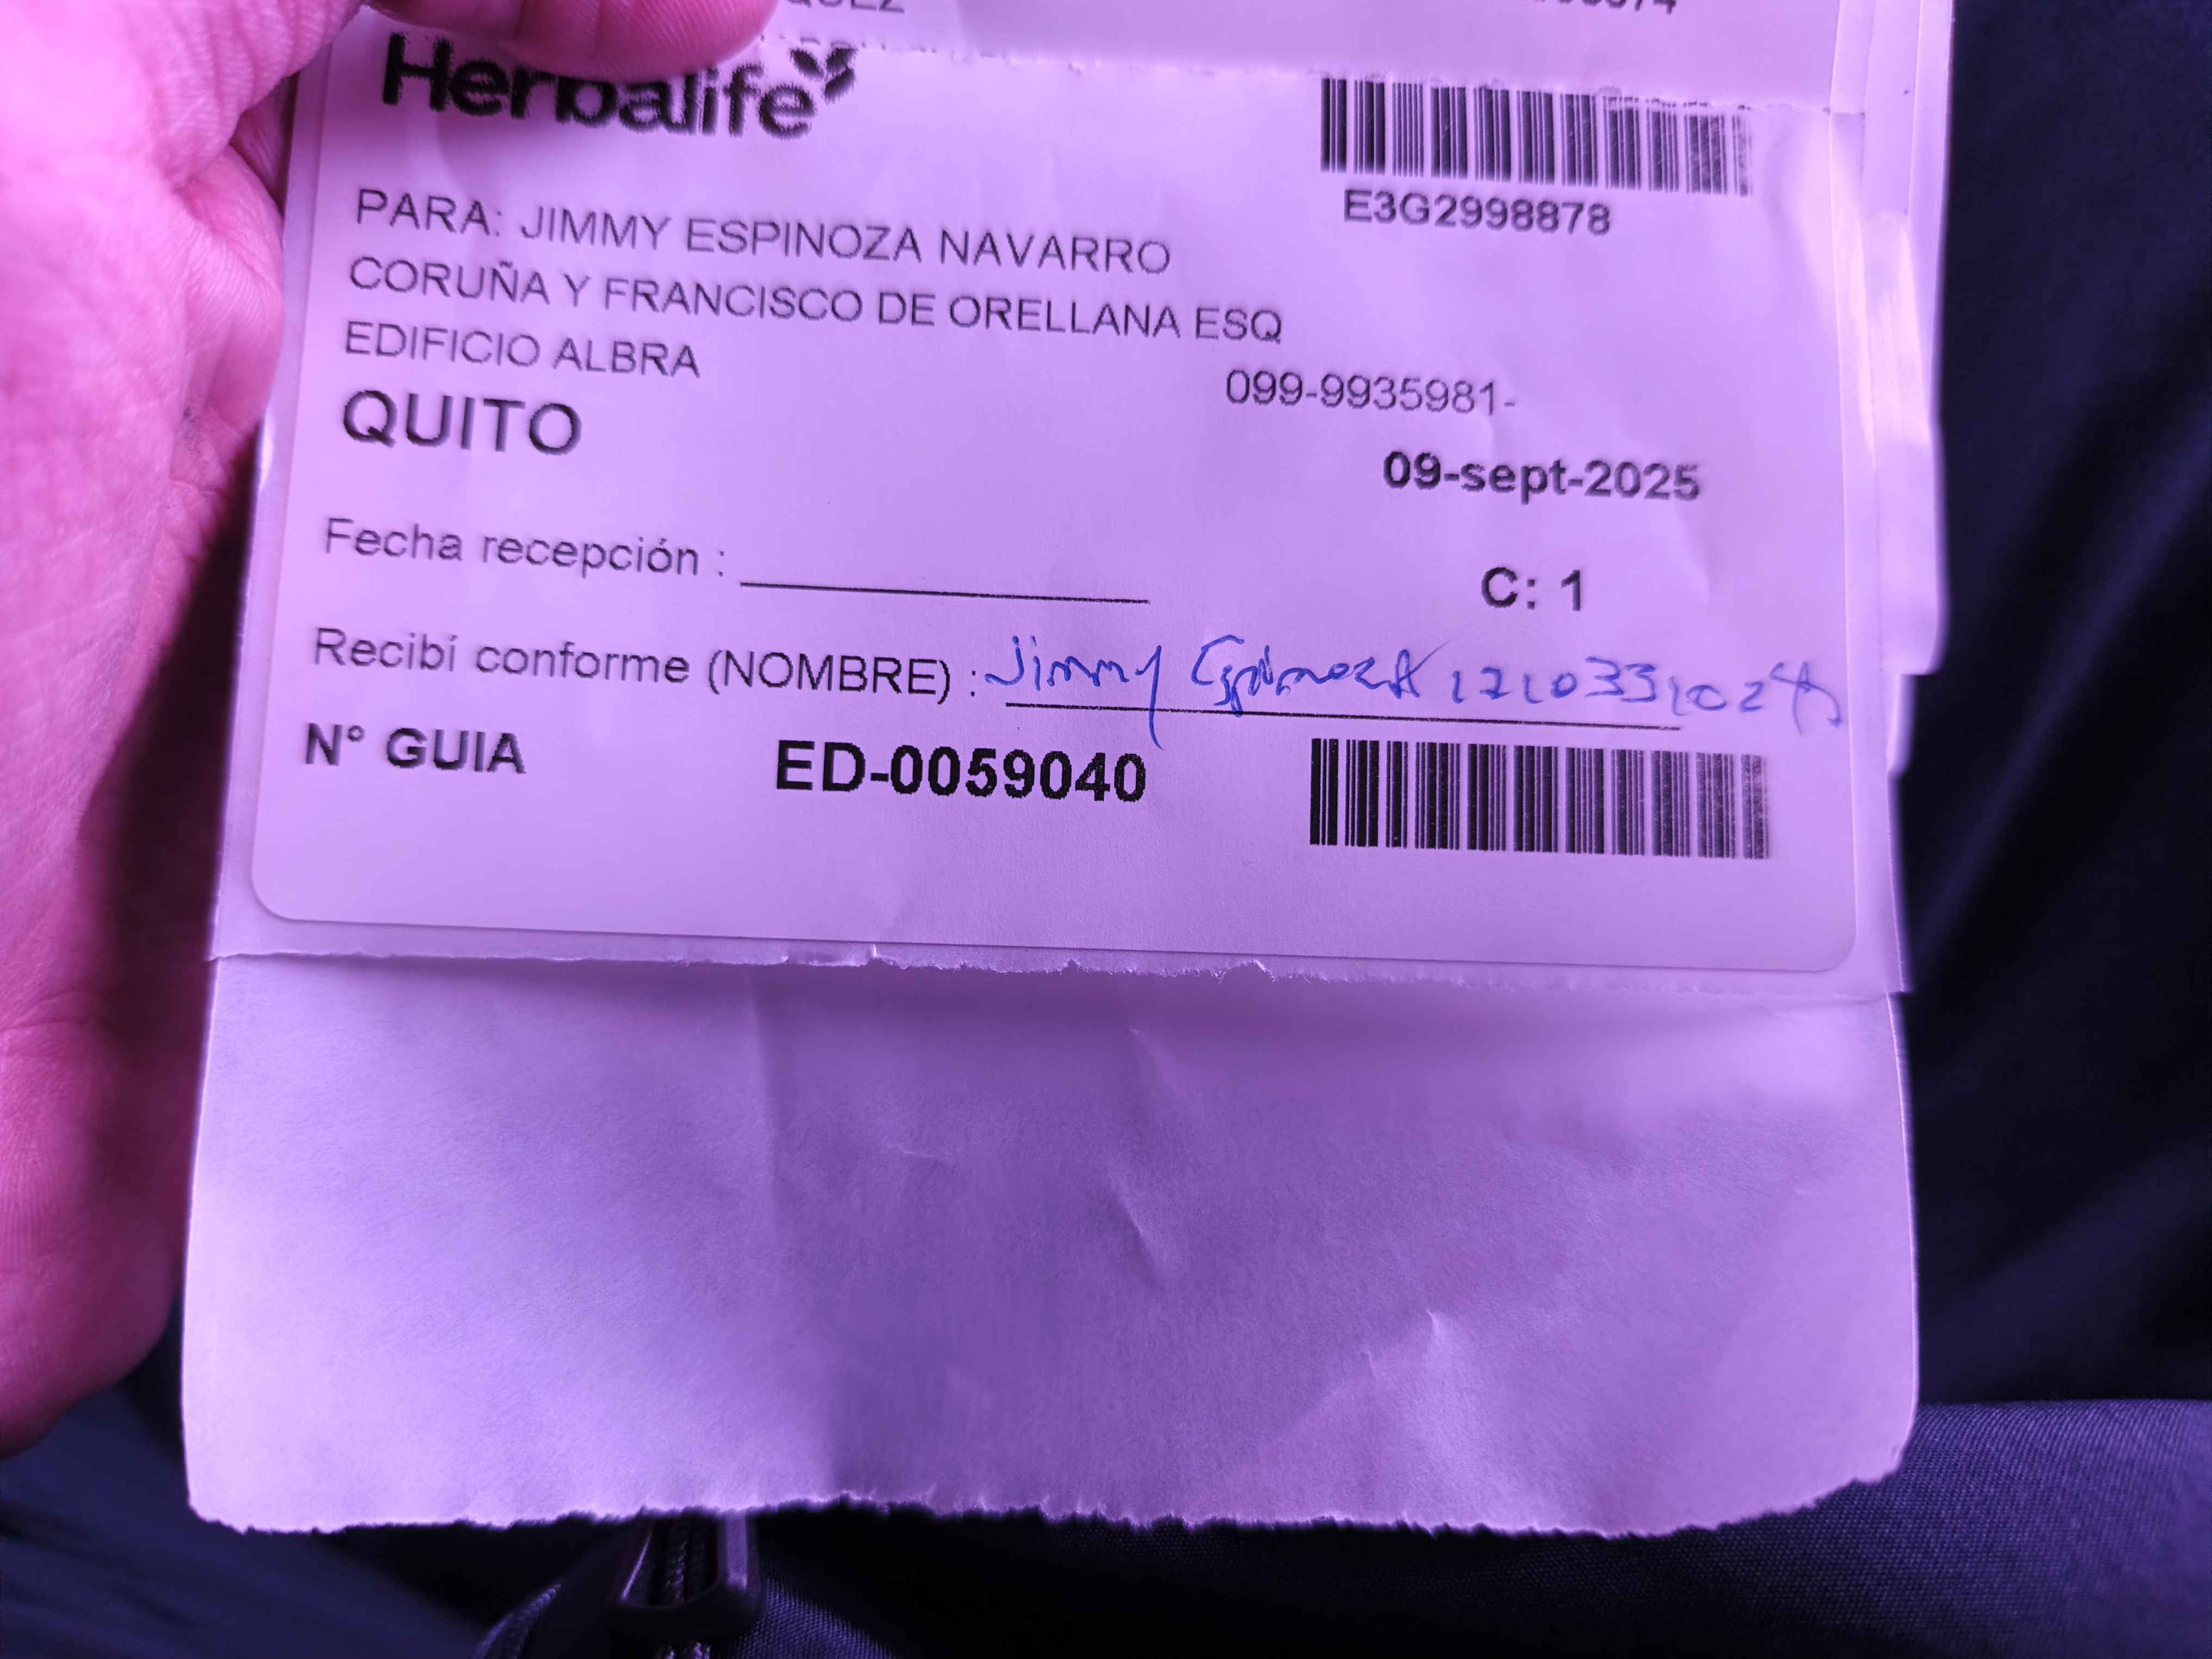 Herbalife
E3G2998878
PARA: JIMMY ESPINOZA NAVARRO
CORUÑA Y FRANCISCO DE ORELLANA ESQ
EDIFICIO ALBRA
099-9935981-
QUITO
09-sept-2025
Fecha recepción :
C: 1
Recibí conforme (NOMBRE) : Jimmy Espinoza
N° GUIA ED-0059040